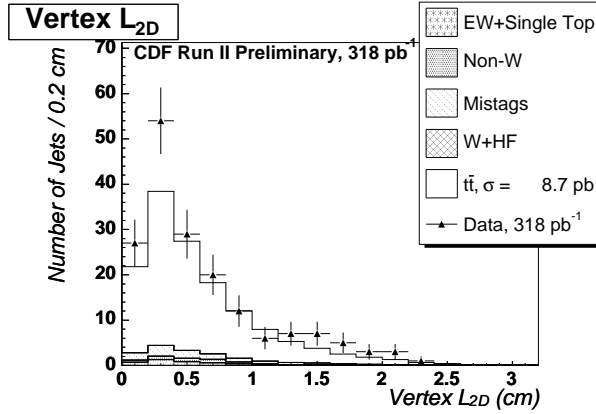 Vertex L2D
CDF Run II Preliminary, 318 pb-1
EW+Single Top
Non-W
Mistags
W+HF
tt̄, σ = 8.7 pb
Data, 318 pb-1
Number of Jets / 0.2 cm
70
60
50
40
30
20
10
0
0 0.5 1 1.5 2 2.5 3
Vertex L2D (cm)